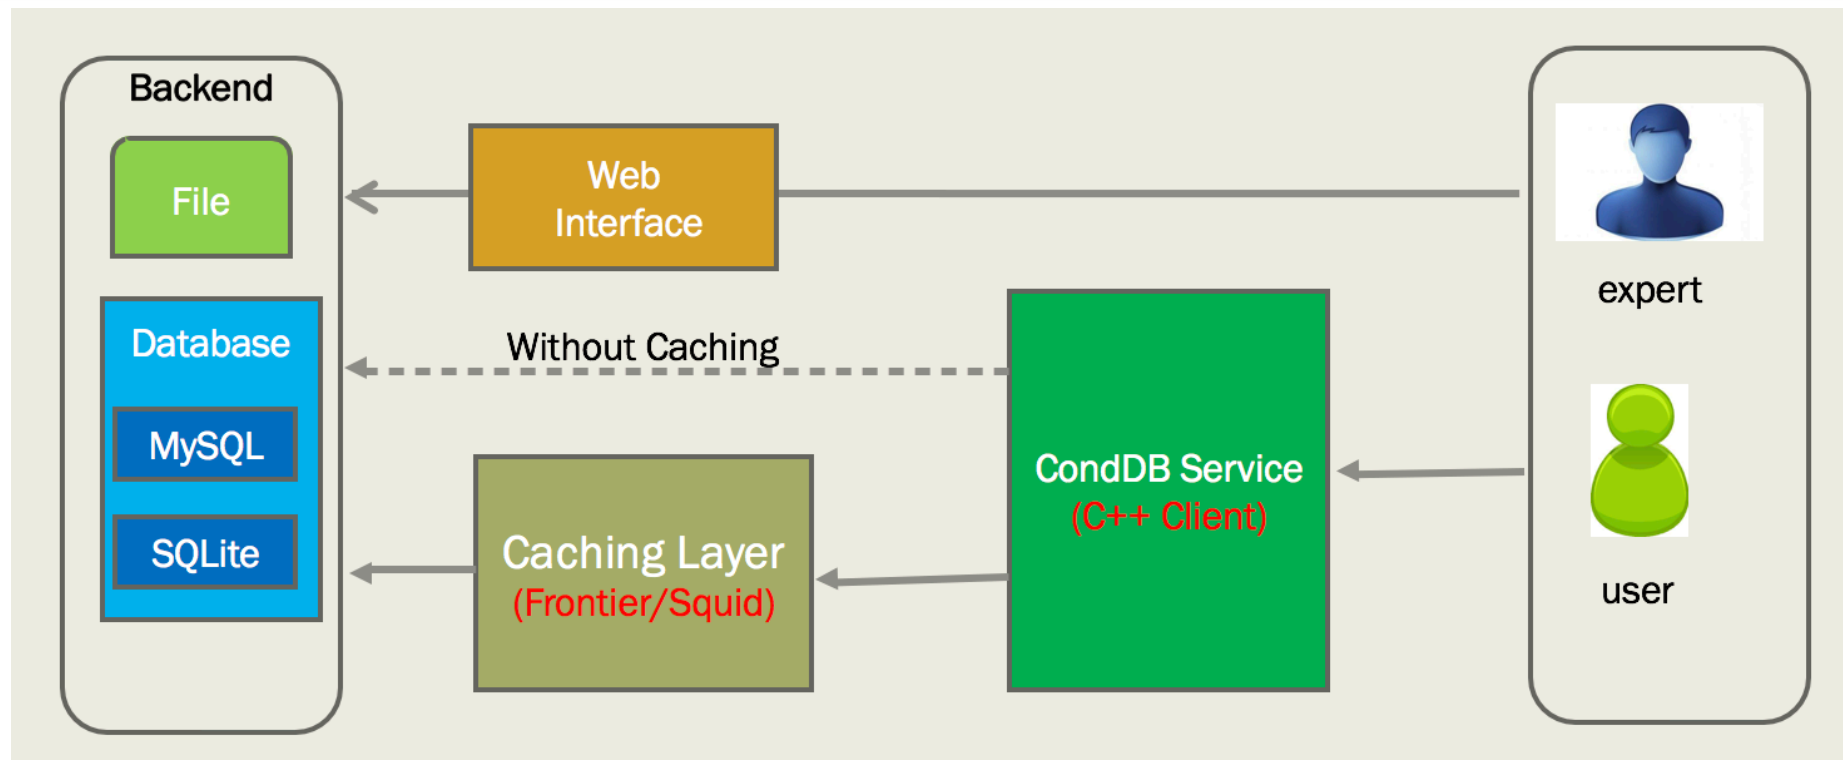 Backend
File
Database
MySQL
SQLite
Web
Interface
Without Caching
Caching Layer
(Frontier/Squid)
CondDB Service
(C++ Client)
expert
user